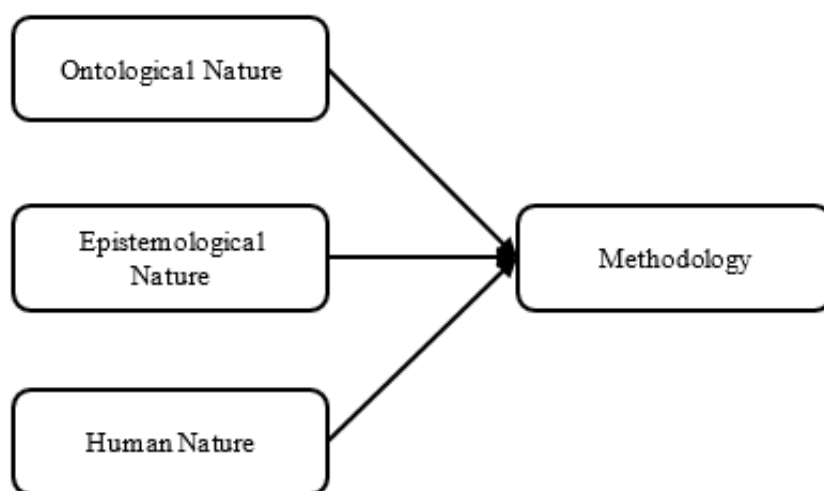 Ontological Nature
Epistemological
Nature
Methodology
Human Nature